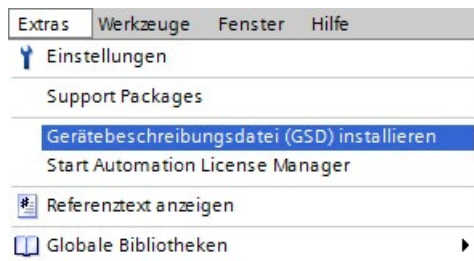 Extras Werkzeuge Fenster Hilfe
Einstellungen
Support Packages
Gerätebeschreibungsdatei (GSD) installieren
Start Automation License Manager
Referenztext anzeigen
Globale Bibliotheken